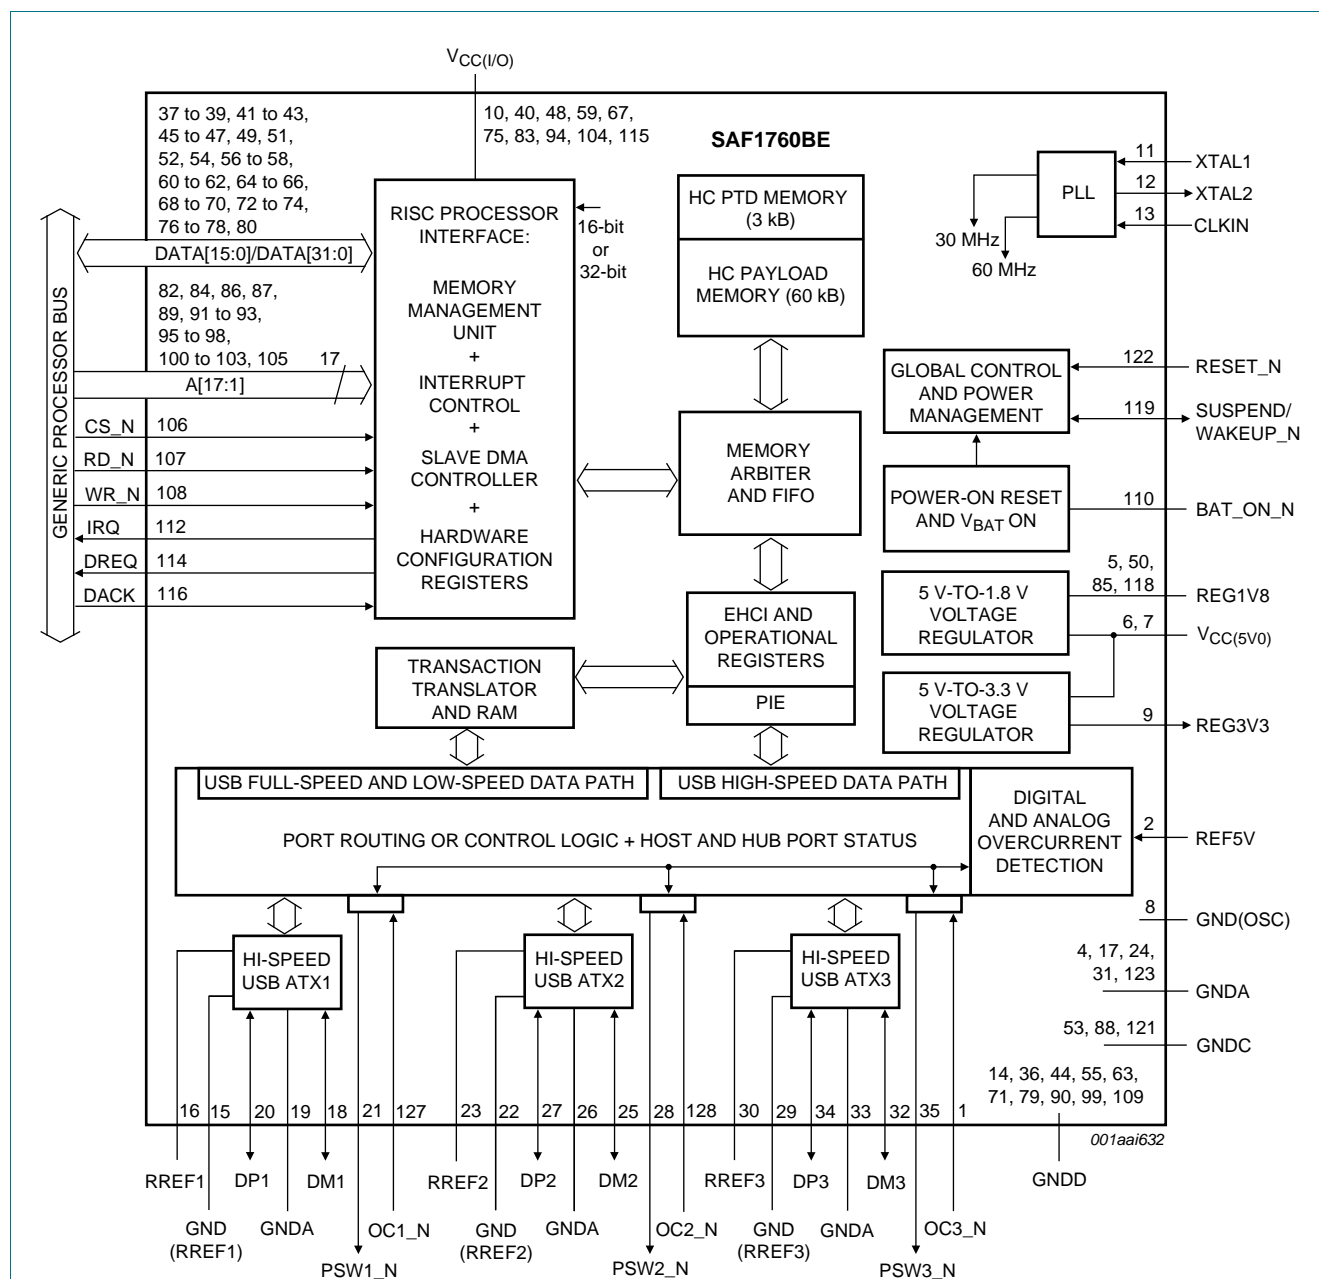 VCC(I/O)
37 to 39, 41 to 43,
45 to 47, 49, 51,
52, 54, 56 to 58,
60 to 62, 64 to 66,
68 to 70, 72 to 74,
76 to 78, 80
DATA[15:0]/DATA[31:0]
10, 40, 48, 59, 67,
75, 83, 94, 104, 115
SAF1760BE
82, 84, 86, 87,
89, 91 to 93,
95 to 98,
100 to 103, 105
17
A[17:1]
GENERIC PROCESSOR BUS
CS_N 106
RD_N 107
WR_N 108
IRQ 112
DREQ 114
DACK 116
RISC PROCESSOR
INTERFACE:
MEMORY
MANAGEMENT
UNIT
+
INTERRUPT
CONTROL
+
SLAVE DMA
CONTROLLER
+
HARDWARE
CONFIGURATION
REGISTERS
16-bit
or
32-bit
HC PTD MEMORY
(3 kB)
HC PAYLOAD
MEMORY (60 kB)
MEMORY
ARBITER
AND FIFO
EHCI AND
OPERATIONAL
REGISTERS
PIE
TRANSACTION
TRANSLATOR
AND RAM
PLL
30 MHz
60 MHz
11 XTAL1
12 XTAL2
13 CLKIN
GLOBAL CONTROL
AND POWER
MANAGEMENT
122 RESET_N
119 SUSPEND/
WAKEUP_N
POWER-ON RESET
AND VBAT ON
110 BAT_ON_N
5 V-TO-1.8 V
VOLTAGE
REGULATOR
5, 50,
85, 118 REG1V8
6, 7 VCC(5V0)
5 V-TO-3.3 V
VOLTAGE
REGULATOR
9 REG3V3
USB FULL-SPEED AND LOW-SPEED DATA PATH
USB HIGH-SPEED DATA PATH
PORT ROUTING OR CONTROL LOGIC + HOST AND HUB PORT STATUS
DIGITAL
AND ANALOG
OVERCURRENT
DETECTION
2 REF5V
8 GND(OSC)
4, 17, 24,
31, 123 GNDA
53, 88, 121 GNDC
14, 36, 44, 55, 63,
71, 79, 90, 99, 109
GNDD
HI-SPEED
USB ATX1
HI-SPEED
USB ATX2
HI-SPEED
USB ATX3
16 15 20 19 18 21 127 23 22 27 26 25 28 128 30 29 34 33 32 35 1
001aai632
RREF1 DP1 DM1 RREF2 DP2 DM2 RREF3 DP3 DM3
GND
(RREF1)
GNDA
OC1_N
GND
(RREF2)
GNDA
OC2_N
GND
(RREF3)
GNDA
OC3_N
PSW1_N PSW2_N PSW3_N